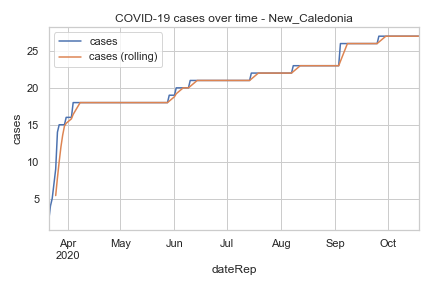 COVID-19 cases over time - New_Caledonia
cases
cases (rolling)
cases
25
20
15
10
5
Apr
2020
May
Jun
Jul
Aug
Sep
Oct
dateRep